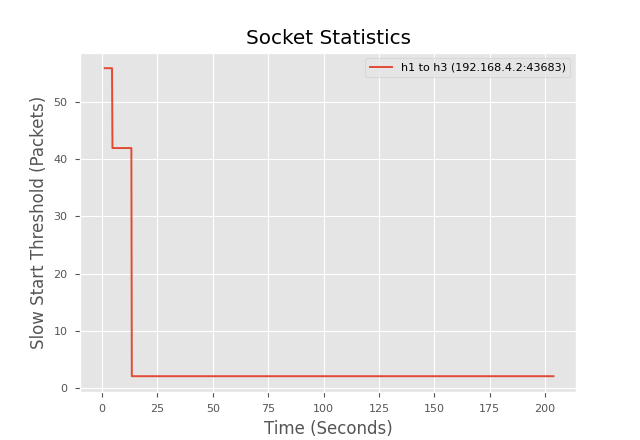 Socket Statistics
h1 to h3 (192.168.4.2:43683)
Slow Start Threshold (Packets)
50
40
30
20
10
0
0 25 50 75 100 125 150 175 200
Time (Seconds)